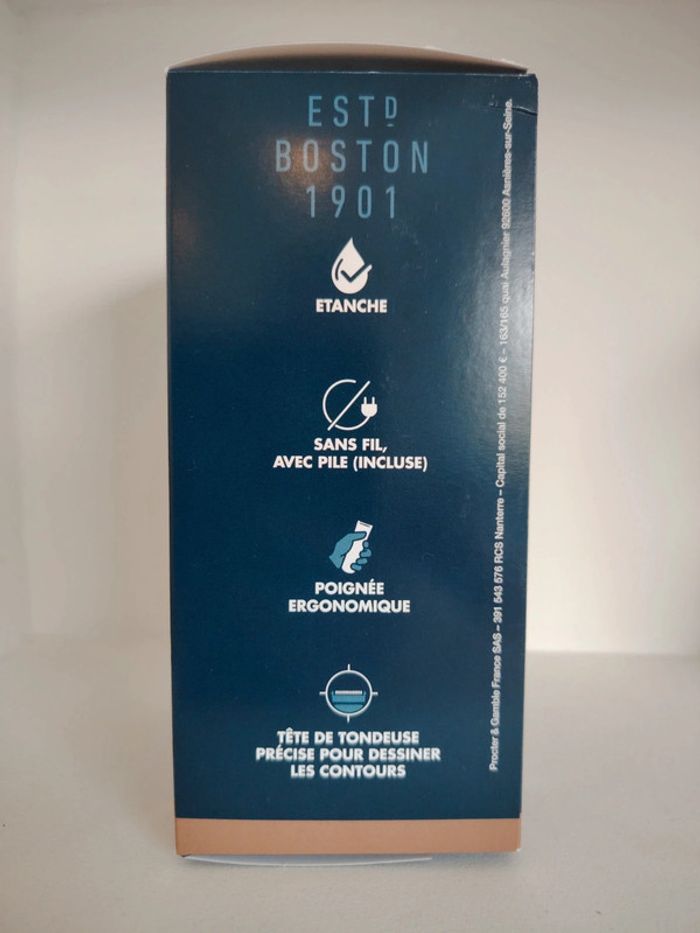 ESTD
BOSTON
1901
ETANCHE
SANS FIL,
AVEC PILE (INCLUSE)
POIGNÉE
ERGONOMIQUE
TÊTE DE TONDEUSE
PRÉCISE POUR DESSINER
LES CONTOURS
Procter & Gamble France SAS – 391 543 576 RCS Nanterre – Capital social de 152 400 € – 163/165 quai Aulagnier 92600 Asnières-sur-Seine.